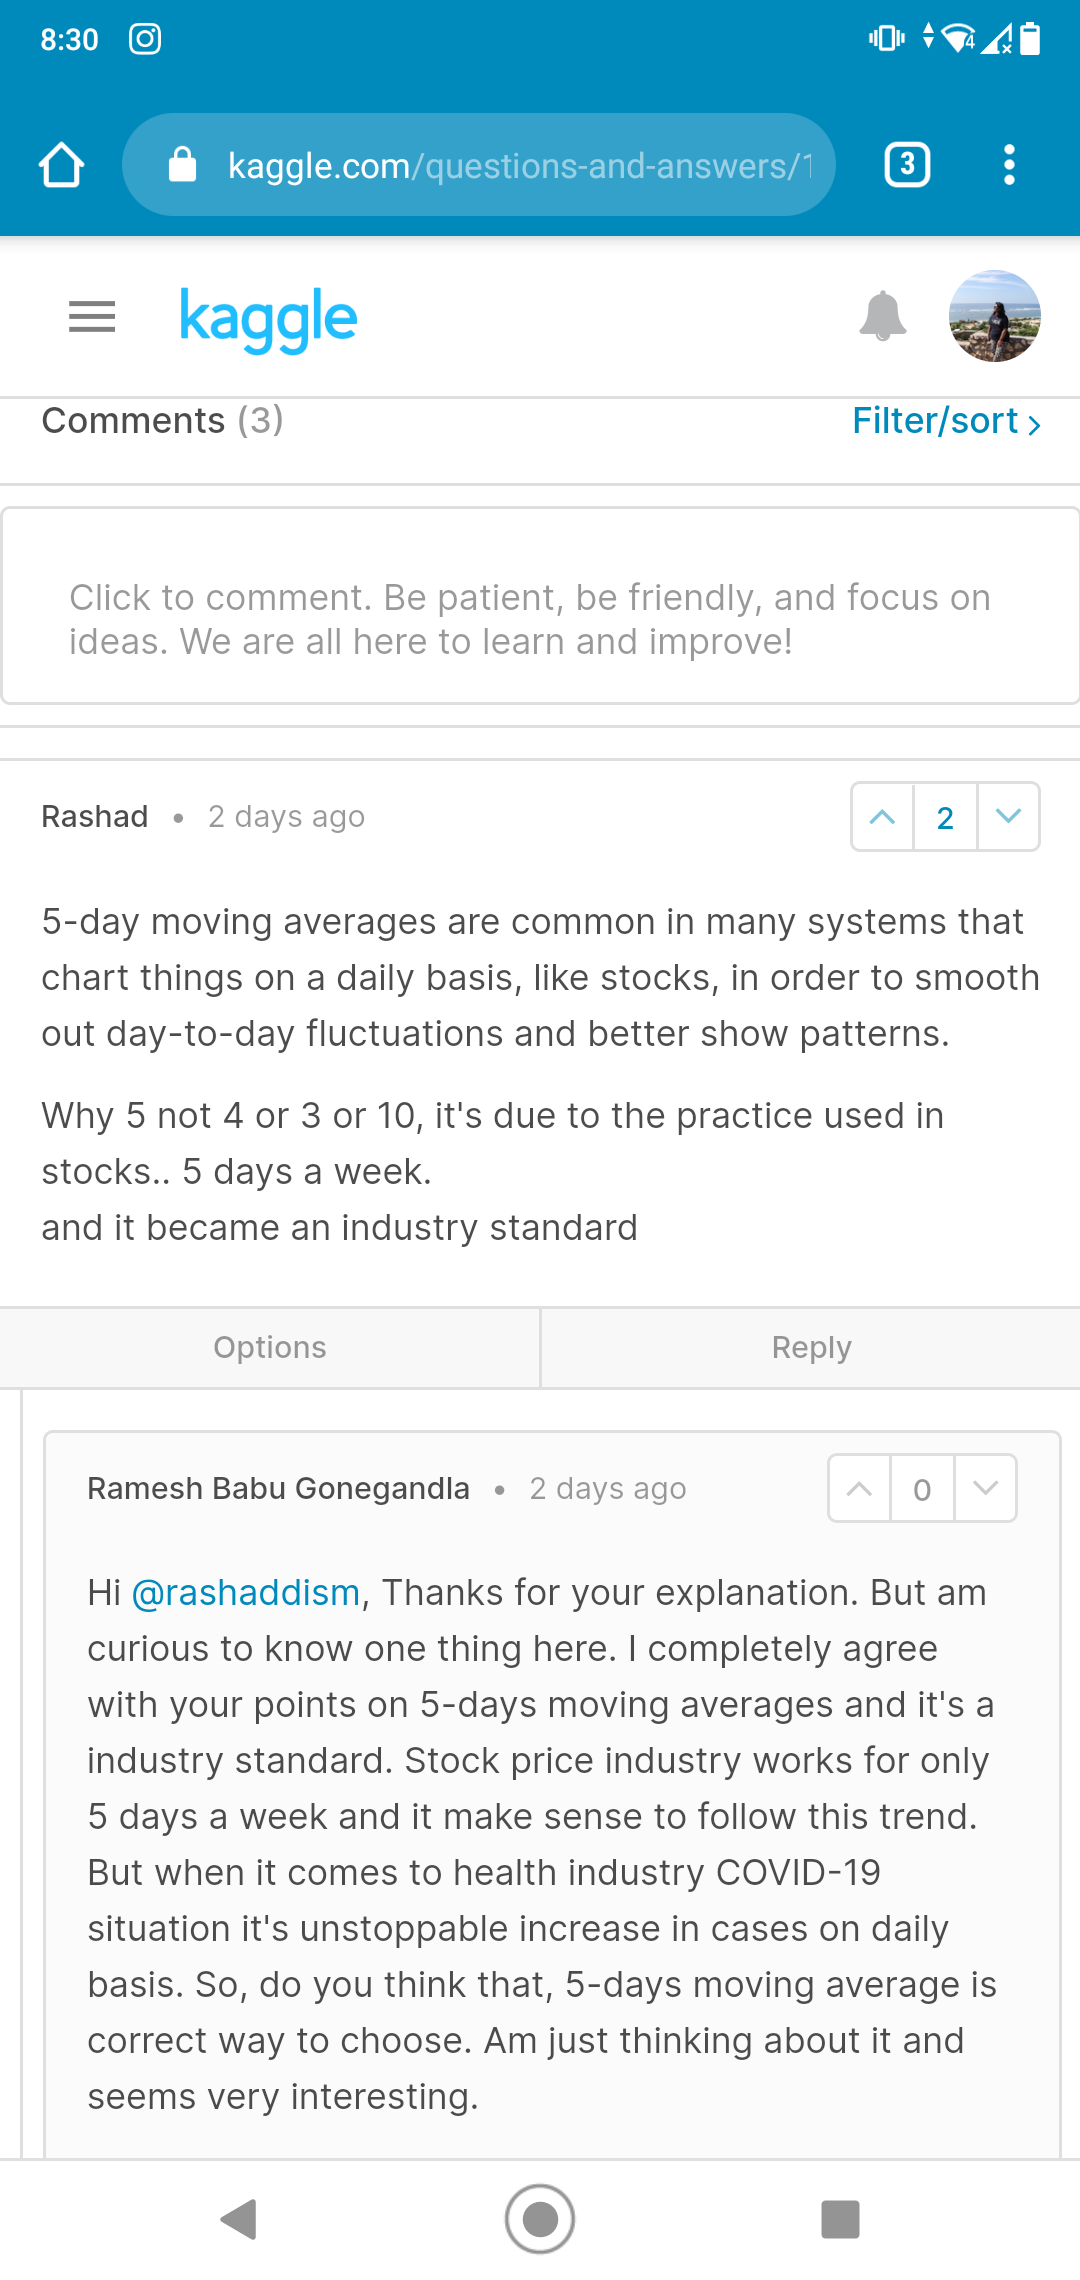 8:30
4
kaggle.com/questions-and-answers/1
3
kaggle
Comments (3)
Filter/sort
Click to comment. Be patient, be friendly, and focus on
ideas. We are all here to learn and improve!
Rashad • 2 days ago
2
5-day moving averages are common in many systems that
chart things on a daily basis, like stocks, in order to smooth
out day-to-day fluctuations and better show patterns.
Why 5 not 4 or 3 or 10, it's due to the practice used in
stocks.. 5 days a week.
and it became an industry standard
Options
Reply
Ramesh Babu Gonegandla • 2 days ago
0
Hi @rashaddism, Thanks for your explanation. But am
curious to know one thing here. I completely agree
with your points on 5-days moving averages and it's a
industry standard. Stock price industry works for only
5 days a week and it make sense to follow this trend.
But when it comes to health industry COVID-19
situation it's unstoppable increase in cases on daily
basis. So, do you think that, 5-days moving average is
correct way to choose. Am just thinking about it and
seems very interesting.